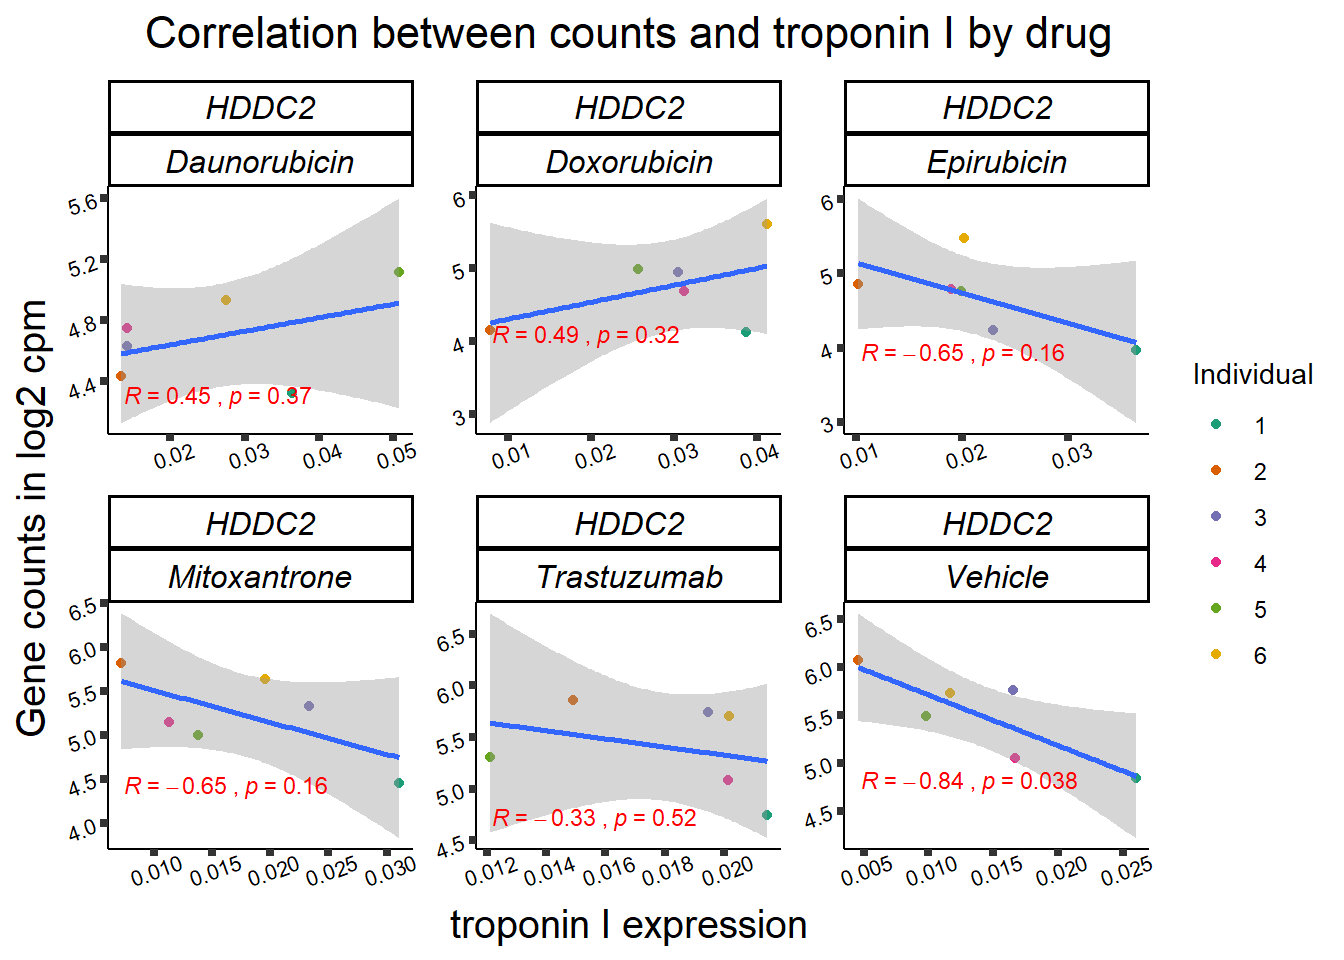 Correlation between counts and troponin I by drug
HDDC2
HDDC2
HDDC2
Daunorubicin
Doxorubicin
Epirubicin
5.6
5.2
4.8
4.4
R = 0.45 , p = 0.37
0.02 0.03 0.04 0.05
6
5
4
3
R = 0.49 , p = 0.32
0.01 0.02 0.03 0.04
6
5
4
3
R = −0.65 , p = 0.16
0.01 0.02 0.03
HDDC2
HDDC2
HDDC2
Mitoxantrone
Trastuzumab
Vehicle
6.5
6.0
5.5
5.0
4.5
4.0
R = −0.65 , p = 0.16
0.010 0.015 0.020 0.025 0.030
6.5
6.0
5.5
5.0
4.5
R = −0.33 , p = 0.52
0.012 0.014 0.016 0.018 0.020
6.5
6.0
5.5
5.0
4.5
R = −0.84 , p = 0.038
0.005 0.010 0.015 0.020 0.025
Gene counts in log2 cpm
troponin I expression
Individual
1
2
3
4
5
6